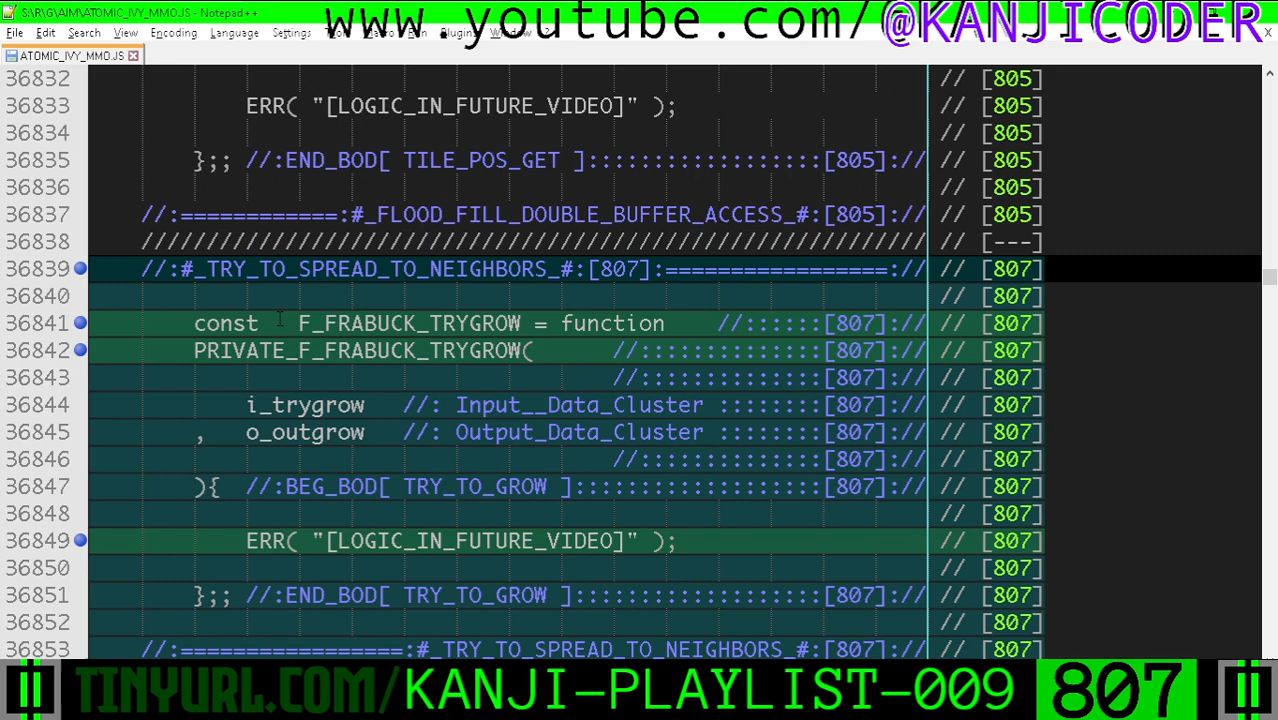 S:\R\G\AIM\ATOMIC_IVY_MMO.JS - Notepad++
www.youtube.com/@KANJICODER
File Edit Search View Encoding Language Settings Tools Macro Run Plugins Window ? X
ATOMIC_IVY_MMO.JS
36832 // [805]
36833 ERR( "[LOGIC_IN_FUTURE_VIDEO]" ); // [805]
36834 // [805]
36835 };; //:END_BOD[ TILE_POS_GET ]:::::::::::::::::::[805]:// // [805]
36836 // [805]
36837 //:============:#_FLOOD_FILL_DOUBLE_BUFFER_ACCESS_#:[805]:// // [805]
36838 //////////////////////////////////////////////////////////// // [---]
36839 //:#_TRY_TO_SPREAD_TO_NEIGHBORS_#:[807]:=================:// // [807]
36840 // [807]
36841 const F_FRABUCK_TRYGROW = function //::::::[807]:// // [807]
36842 PRIVATE_F_FRABUCK_TRYGROW( //::::::::::::::[807]:// // [807]
36843 //::::::::::::::[807]:// // [807]
36844 i_trygrow //: Input__Data_Cluster ::::::::[807]:// // [807]
36845 , o_outgrow //: Output_Data_Cluster ::::::::[807]:// // [807]
36846 //::::::::::::::[807]:// // [807]
36847 ){ //:BEG_BOD[ TRY_TO_GROW ]::::::::::::::::::::[807]:// // [807]
36848 // [807]
36849 ERR( "[LOGIC_IN_FUTURE_VIDEO]" ); // [807]
36850 // [807]
36851 };; //:END_BOD[ TRY_TO_GROW ]::::::::::::::::::::[807]:// // [807]
36852 // [807]
36853 //:=================:#_TRY_TO_SPREAD_TO_NEIGHBORS_#:[807]:// // [807]
TINYURL.COM/KANJI-PLAYLIST-009 807